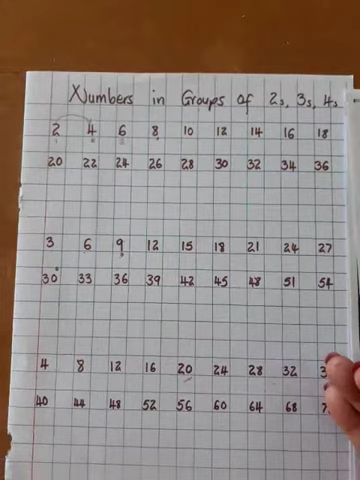 Numbers in Groups of 2s, 3s, 4s
2 4 6 8 10 12 14 16 18
20 22 24 26 28 30 32 34 36
3 6 9 12 15 18 21 24 27
30 33 36 39 42 45 48 51 54
4 8 12 16 20 24 28 32
40 44 48 52 56 60 64 68